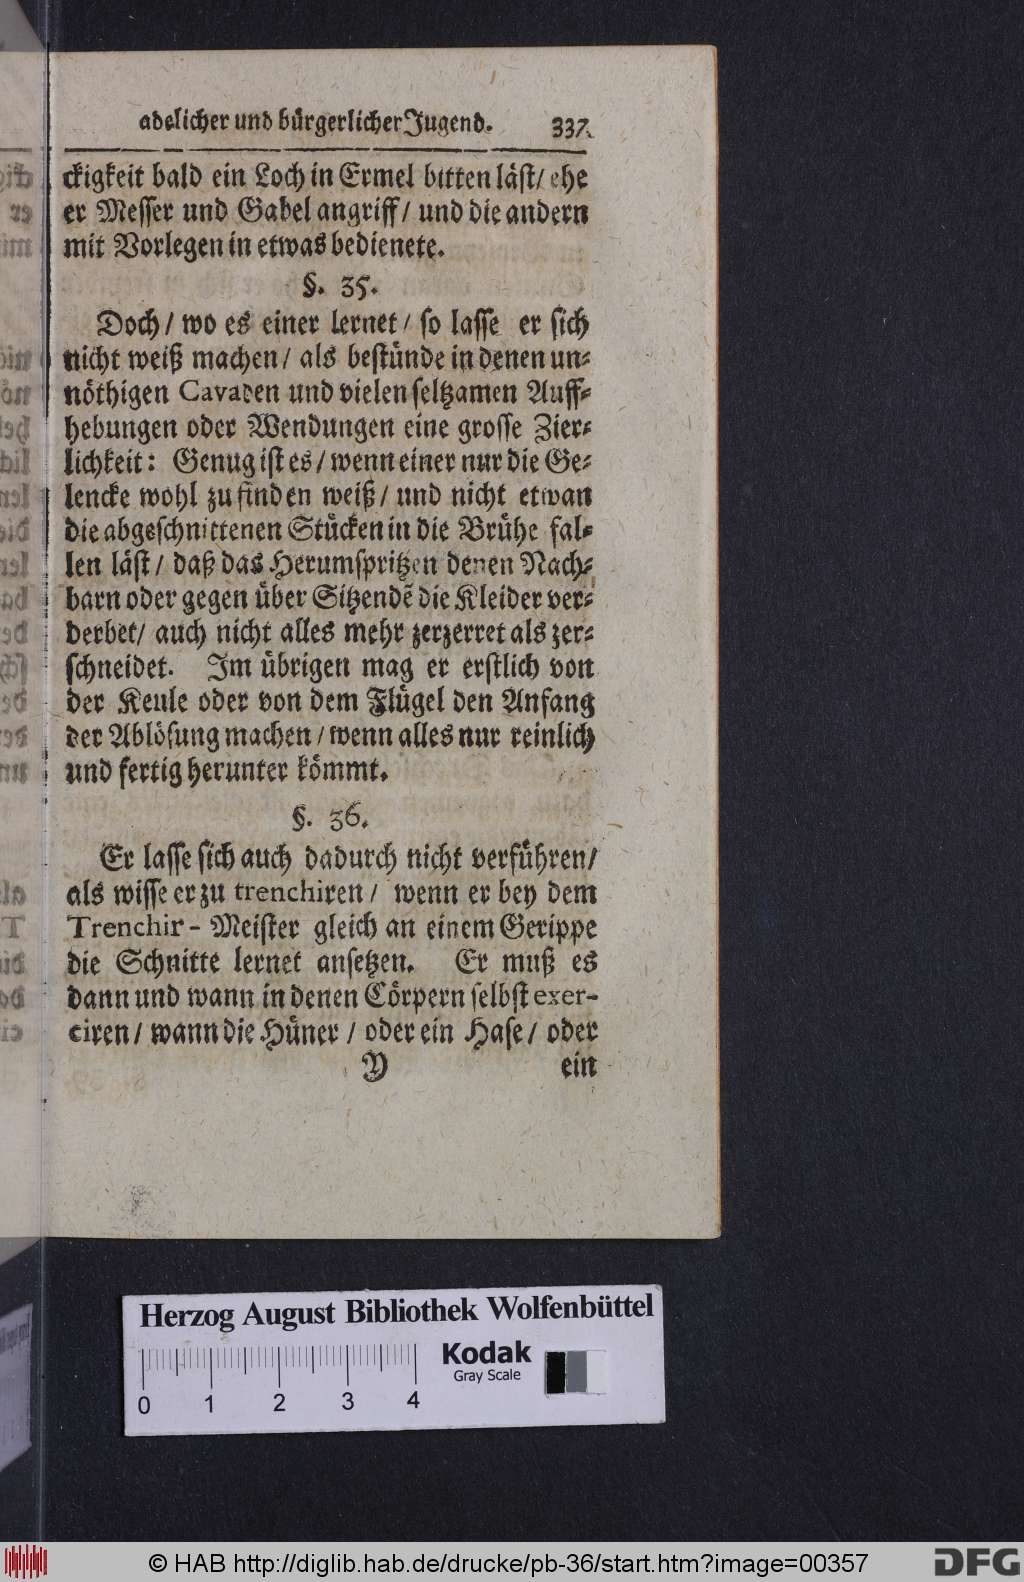 adelicher und bürgerlicher Jugend. 337.
ckigkeit bald ein Loch in Ermel bitten läst/ ehe
er Messer und Gabel angriff/ und die andern
mit Vorlegen in etwas bedienete.
§. 35.
Doch/ wo es einer lernet/ so lasse er sich
nicht weiß machen/ als bestünde in denen un-
nöthigen Cavaden und vielen seltzamen Auff-
hebungen oder Wendungen eine grosse Zier-
lichkeit: Genug ist es/ wenn einer nur die Ge-
lencke wohl zu finden weiß/ und nicht etwan
die abgeschnittenen Stücken in die Brühe fal-
len läst/ daß das Herumspritzen denen Nach-
barn oder gegen über Sitzendẽ die Kleider ver-
derbet/ auch nicht alles mehr zerzerret als zer-
schneidet. Im übrigen mag er erstlich von
der Keule oder von dem Flügel den Anfang
der Ablösung machen/ wenn alles nur reinlich
und fertig herunter kömmt.
§. 36.
Er lasse sich auch dadurch nicht verführen/
als wisse er zu trenchiren/ wenn er bey dem
Trenchir-Meister gleich an einem Gerippe
die Schnitte lernet ansetzen. Er muß es
dann und wann in denen Cörpern selbst exer-
ciren/ wann die Hüner/ oder ein Hase/ oder
Y ein
Herzog August Bibliothek Wolfenbüttel
Kodak
Gray Scale
0 1 2 3 4
© HAB http://diglib.hab.de/drucke/pb-36/start.htm?image=00357
DFG